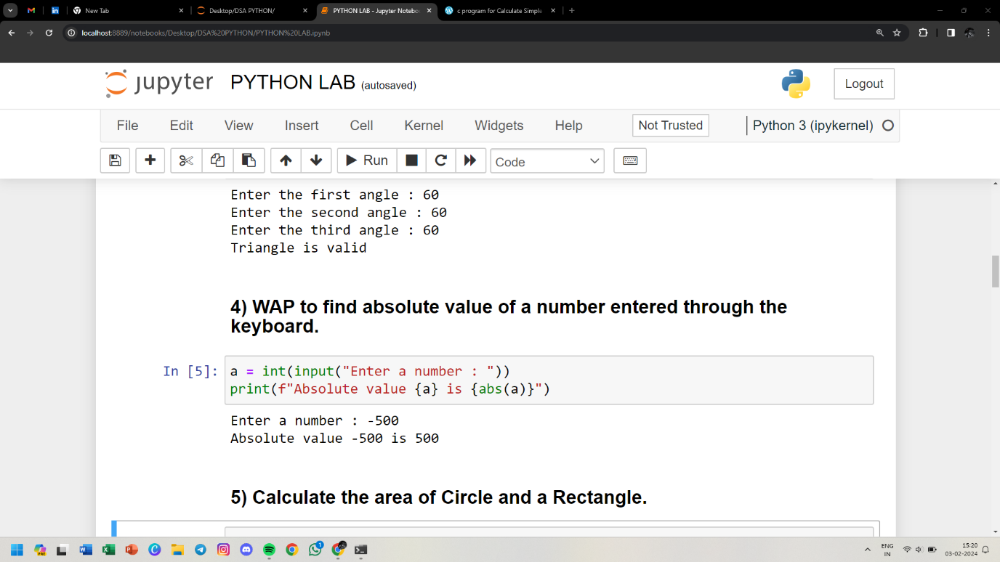 New Tab
Desktop/DSA PYTHON/
PYTHON LAB - Jupyter Notebo
c program for Calculate Simple
localhost:8889/notebooks/Desktop/DSA%20PYTHON/PYTHON%20LAB.ipynb
jupyter PYTHON LAB (autosaved)
Logout
File Edit View Insert Cell Kernel Widgets Help
Not Trusted
Python 3 (ipykernel)
Run
Code
Enter the first angle : 60
Enter the second angle : 60
Enter the third angle : 60
Triangle is valid
4) WAP to find absolute value of a number entered through the
keyboard.
In [5]: a = int(input("Enter a number : "))
print(f"Absolute value {a} is {abs(a)}")
Enter a number : -500
Absolute value -500 is 500
5) Calculate the area of Circle and a Rectangle.
ENG
IN
15:20
03-02-2024